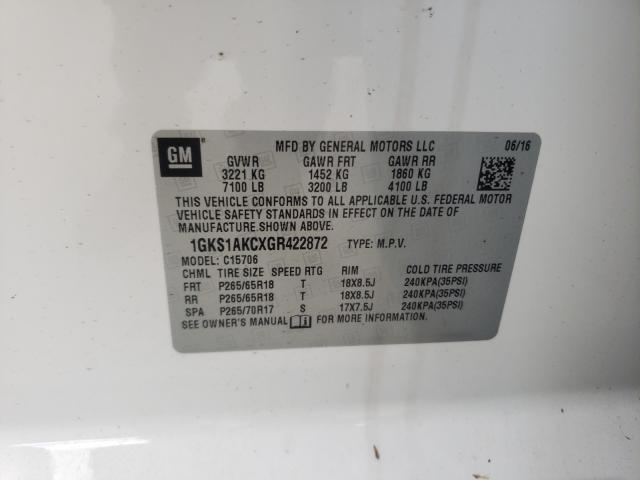 GM
MFD BY GENERAL MOTORS LLC 06/16
GVWR GAWR FRT GAWR RR
3221 KG 1452 KG 1860 KG
7100 LB 3200 LB 4100 LB
THIS VEHICLE CONFORMS TO ALL APPLICABLE U.S. FEDERAL MOTOR
VEHICLE SAFETY STANDARDS IN EFFECT ON THE DATE OF
MANUFACTURE SHOWN ABOVE.
1GKS1AKCXGR422872 TYPE: M.P.V.
MODEL: C15706
CHML TIRE SIZE SPEED RTG RIM COLD TIRE PRESSURE
FRT P265/65R18 T 18X8.5J 240KPA(35PSI)
RR P265/65R18 T 18X8.5J 240KPA(35PSI)
SPA P265/70R17 S 17X7.5J 240KPA(35PSI)
SEE OWNER'S MANUAL FOR MORE INFORMATION.